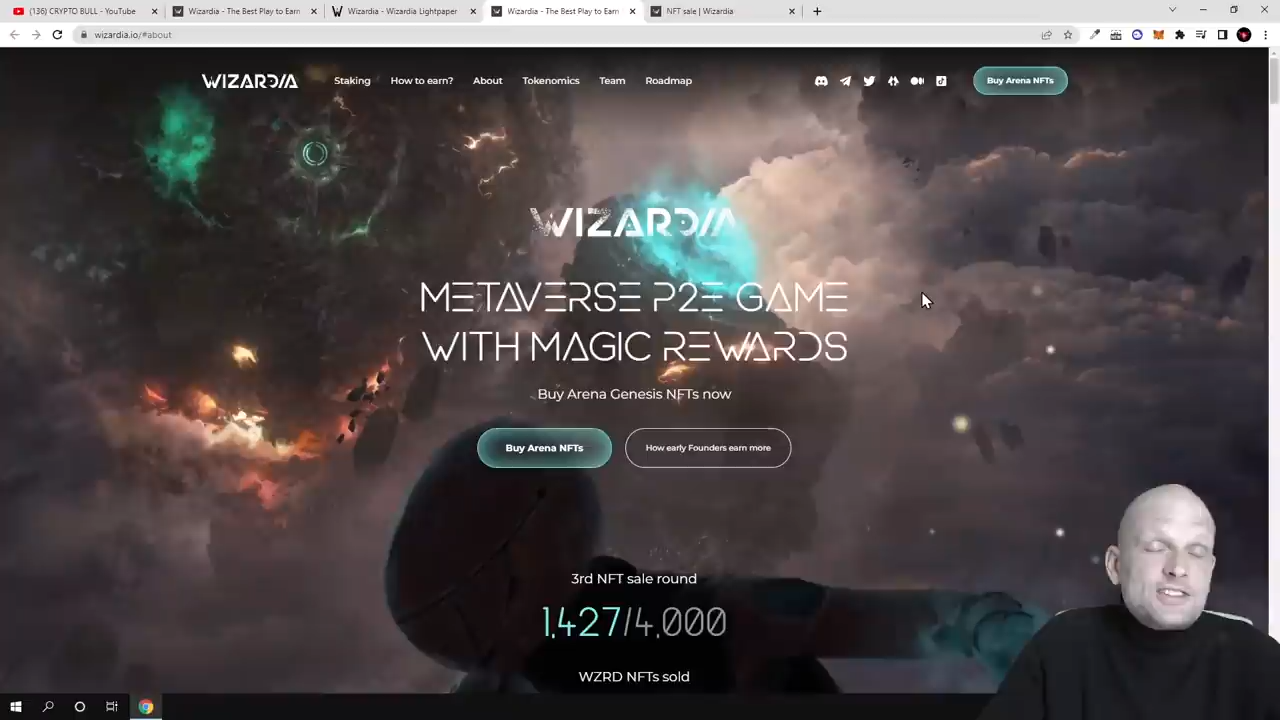 (136) CRYPTO BULL - YouTube
Wizardia - The Best Play to Earn
Wizardia - Wizardia Lightpaper
Wizardia - The Best Play to Earn
NFT sale | Wizardia
wizardia.io/#about
WIZARDIA
Staking
How to earn?
About
Tokenomics
Team
Roadmap
Buy Arena NFTs
WIZARDIA
METAVERSE P2E GAME
WITH MAGIC REWARDS
Buy Arena Genesis NFTs now
Buy Arena NFTs
How early Founders earn more
3rd NFT sale round
1,427/4,000
WZRD NFTs sold